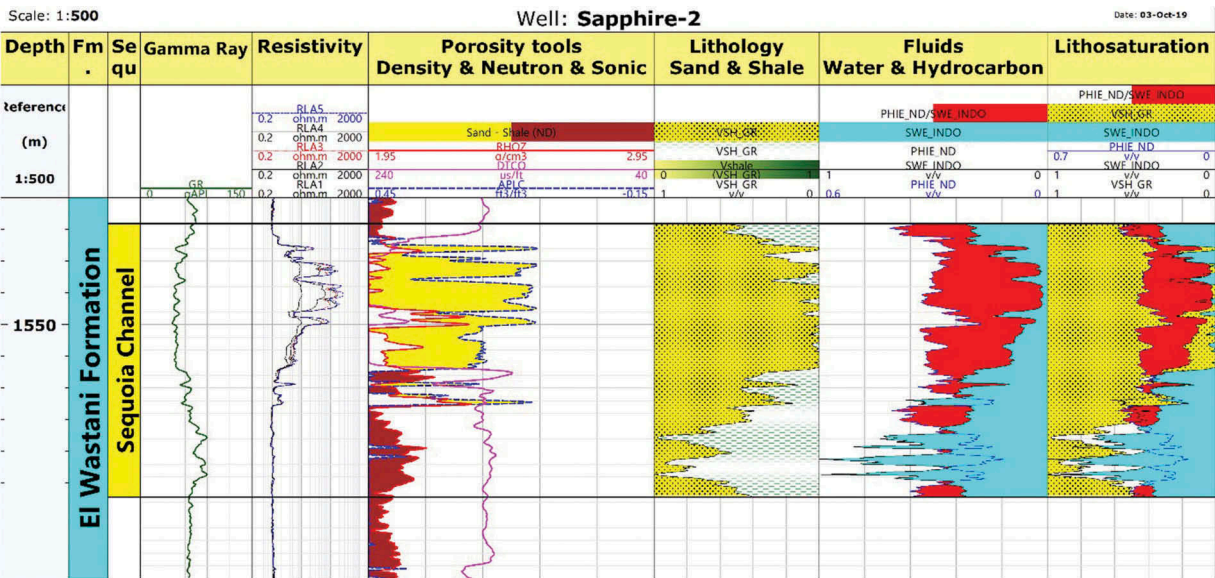 Scale: 1:500
Well: Sapphire-2
Date: 03-Oct-19
Depth
Fm
.
Se
qu
Gamma Ray
Resistivity
Porosity tools
Density & Neutron & Sonic
Lithology
Sand & Shale
Fluids
Water & Hydrocarbon
Lithosaturation
Reference
(m)
1:500
GR
0 gAPI 150
RLA5
0.2 ohm.m 2000
RLA4
0.2 ohm.m 2000
RLA3
0.2 ohm.m 2000
RLA2
0.2 ohm.m 2000
RLA1
0.2 ohm.m 2000
Sand - Shale (ND)
RHOZ
1.95 g/cm3 2.95
DTCO
240 us/ft 40
APLC
0.45 ft3/ft3 -0.15
VSH_GR
VSH_GR
Vshale
0 (VSH_GR) 1
VSH_GR
1 v/v 0
PHIE_ND/SWE_INDO
SWE_INDO
PHIE_ND
SWE_INDO
1 v/v 0
PHIE_ND
0.6 v/v 0
PHIE_ND/SWE_INDO
VSH_GR
SWE_INDO
PHIE_ND
0.7 v/v 0
SWE_INDO
1 v/v 0
VSH_GR
1 v/v 0
1550
El Wastani Formation
Sequoia Channel